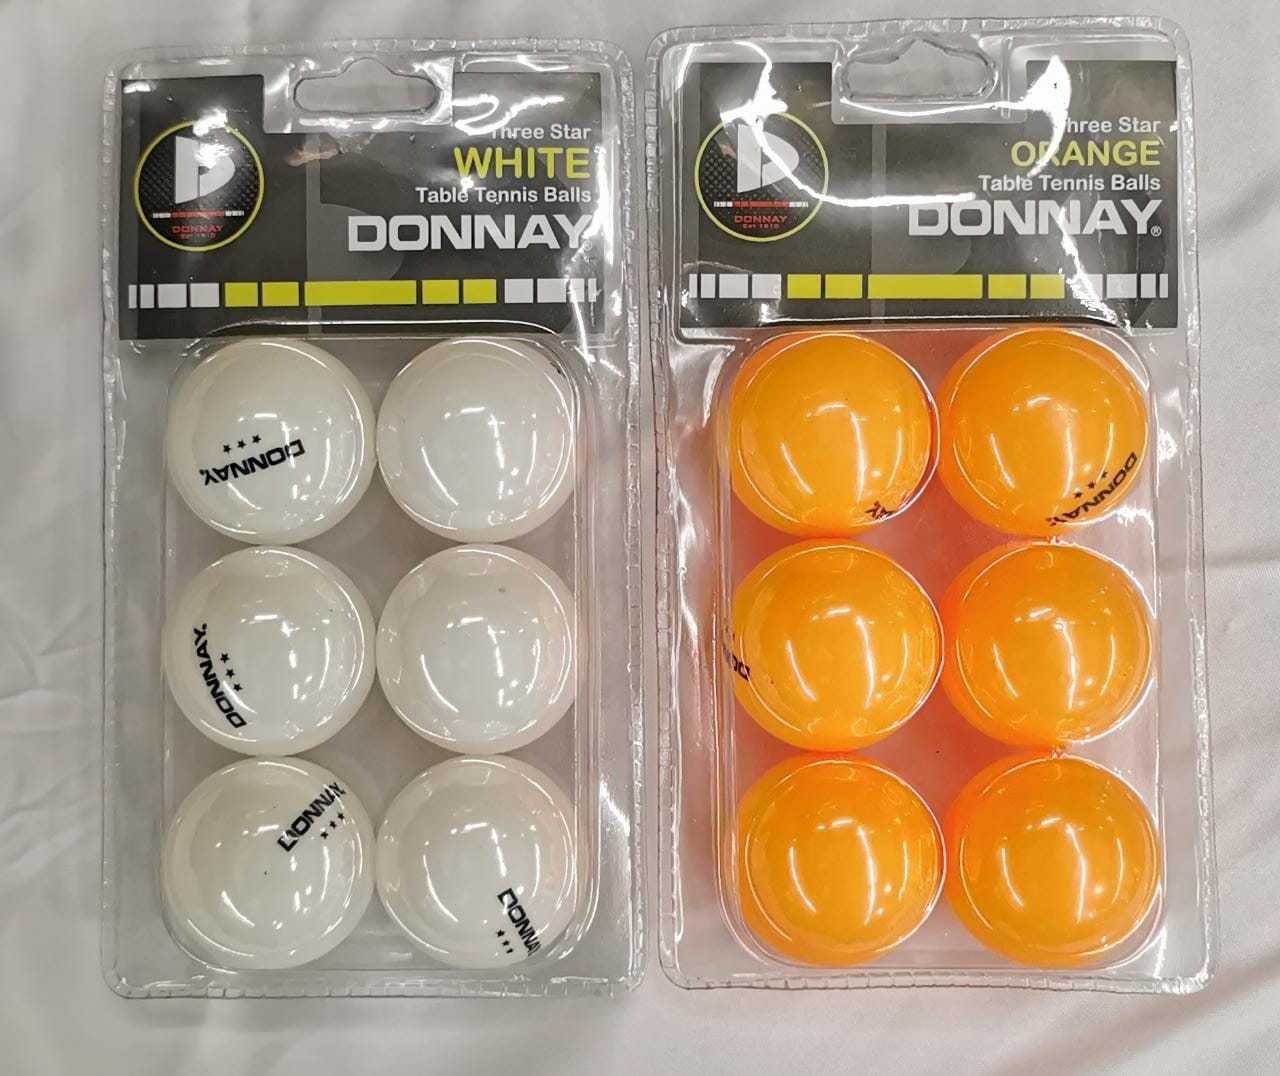 Three Star
WHITE
Table Tennis Balls
DONNAY®
DONNAY
Est 1910
DONNAY
DONNAY
DONNAY
DONNAY
Three Star
ORANGE
Table Tennis Balls
DONNAY®
DONNAY
Est 1910
DONNAY